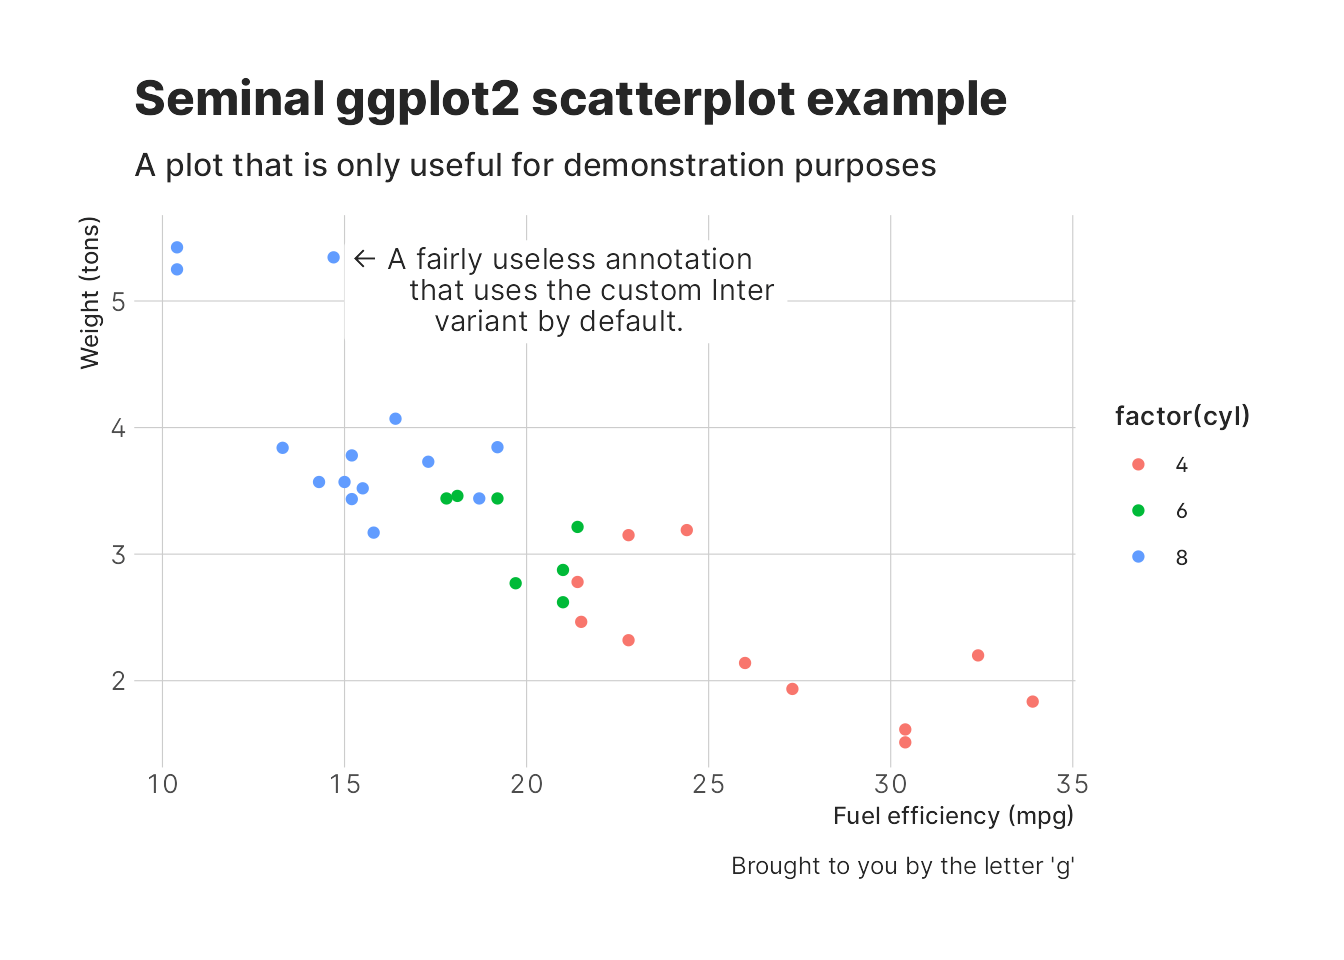 Seminal ggplot2 scatterplot example
A plot that is only useful for demonstration purposes
Weight (tons)
← A fairly useless annotation
that uses the custom Inter
variant by default.
5
4
3
2
10 15 20 25 30 35
Fuel efficiency (mpg)
factor(cyl)
4
6
8
Brought to you by the letter 'g'